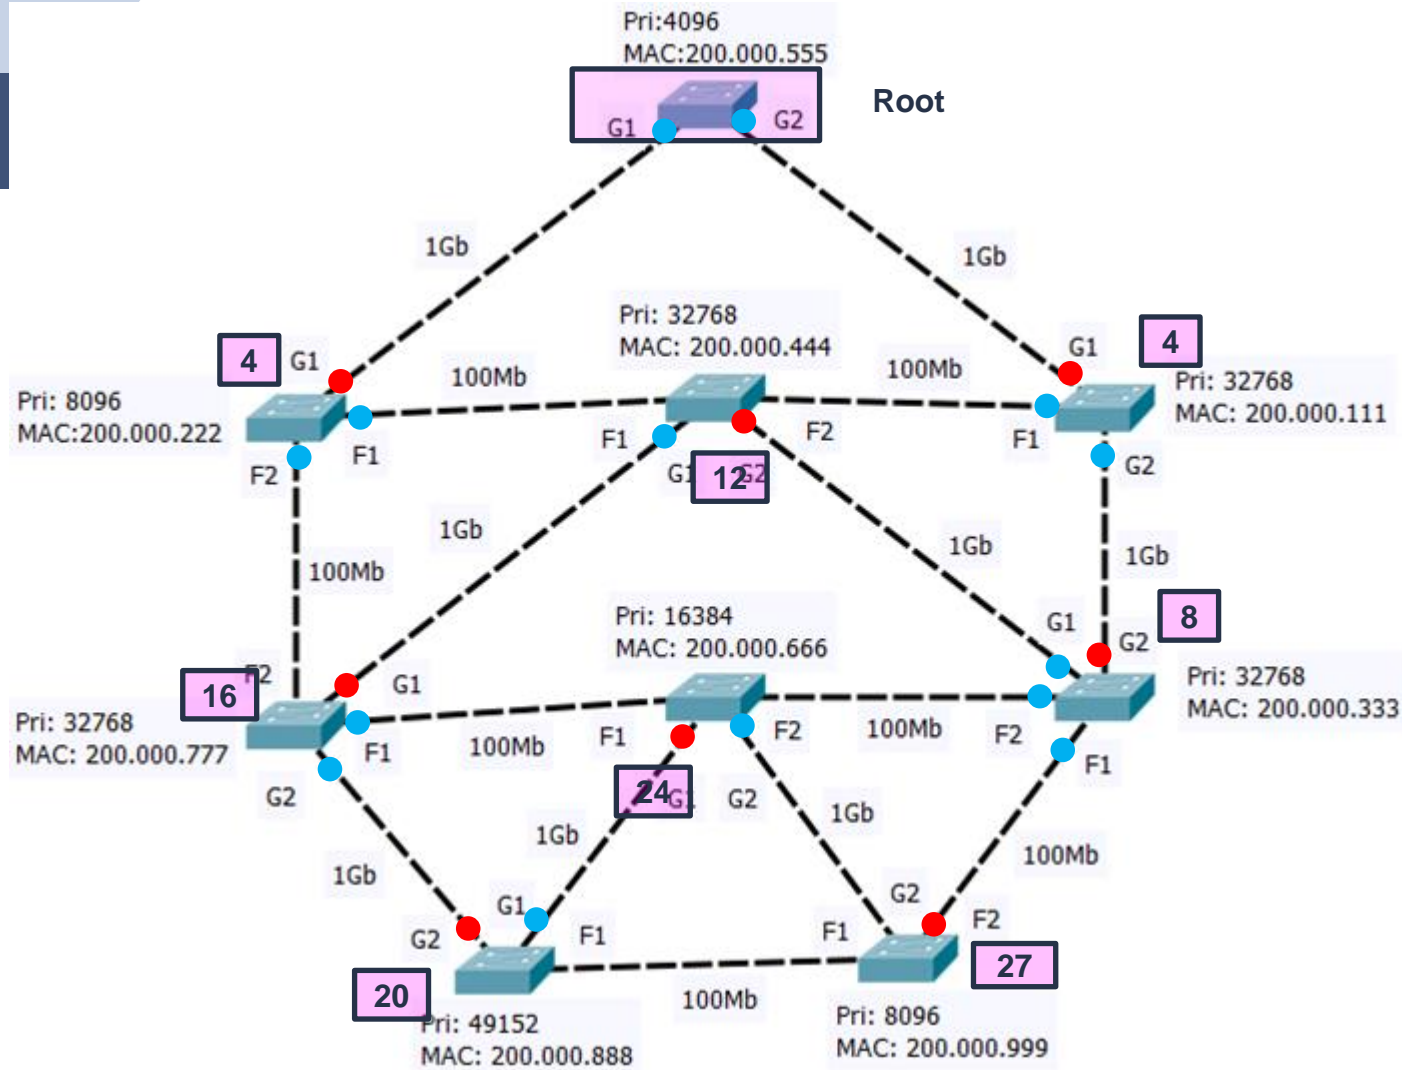 Pri:4096
MAC:200.000.555
Root
G1
G2
1Gb
1Gb
Pri: 32768
MAC: 200.000.444
4
G1
100Mb
100Mb
G1
4
Pri: 8096
MAC:200.000.222
Pri: 32768
MAC: 200.000.111
F2
F1
F1
F2
F1
G2
G1
12
G2
1Gb
1Gb
1Gb
100Mb
Pri: 16384
MAC: 200.000.666
G1
G2
8
F2
16
G1
Pri: 32768
MAC: 200.000.333
Pri: 32768
MAC: 200.000.777
F1
100Mb
F1
F2
100Mb
F2
F1
G2
24
G1
G2
1Gb
1Gb
1Gb
100Mb
G2
G1
F1
F1
G2
F2
20
100Mb
27
Pri: 49152
MAC: 200.000.888
Pri: 8096
MAC: 200.000.999